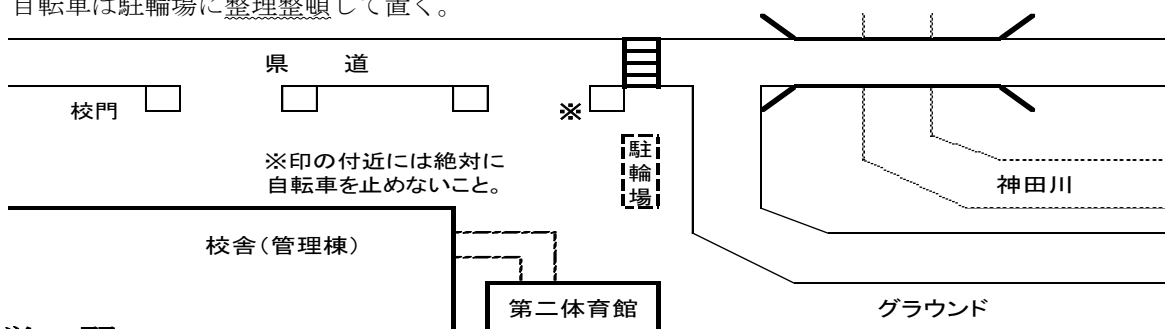 自転車は駐輪場に整理整頓して置く。
県　道
校門
※
※印の付近には絶対に
自転車を止めないこと。
駐輪場
神田川
校舎（管理棟）
第二体育館
グラウンド